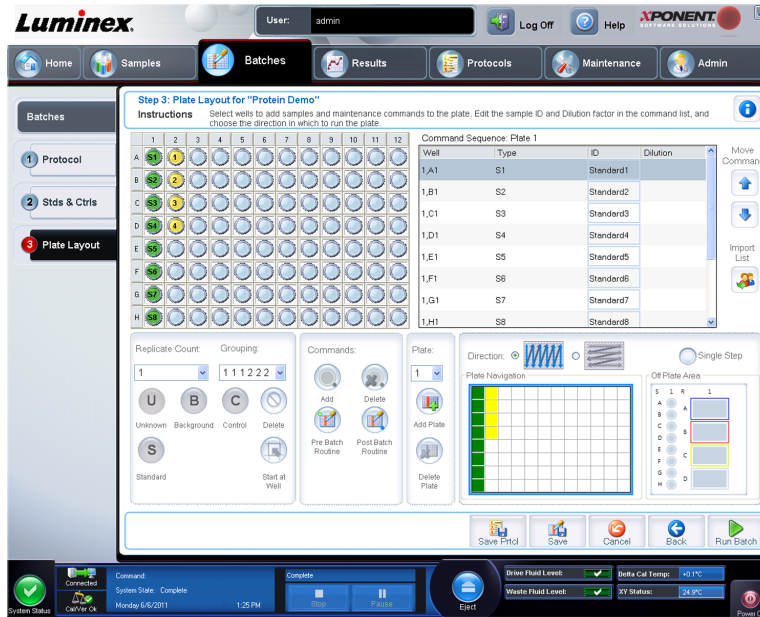 Luminex.
User: admin
Log Off
Help
XPONENT.
SOFTWARE SOLUTIONS
Home
Samples
Batches
Results
Protocols
Maintenance
Admin
Batches
1 Protocol
2 Stds & Ctrls
3 Plate Layout
Step 3: Plate Layout for "Protein Demo"
Instructions Select wells to add samples and maintenance commands to the plate. Edit the sample ID and Dilution factor in the command list, and
choose the direction in which to run the plate.
1 2 3 4 5 6 7 8 9 10 11 12
A S1 1
B S2 2
C S3 3
D S4 4
E S5
F S6
G S7
H S8
Command Sequence: Plate 1
Well Type ID Dilution
1,A1 S1 Standard1
1,B1 S2 Standard2
1,C1 S3 Standard3
1,D1 S4 Standard4
1,E1 S5 Standard5
1,F1 S6 Standard6
1,G1 S7 Standard7
1,H1 S8 Standard8
Move
Comman
Import
List
Replicate Count: Grouping:
1 1 1 1 2 2 2
U B C
Unknown Background Control Delete
S
Standard
Start at
Well
Commands:
Add Delete
Pre Batch
Routine
Post Batch
Routine
Plate:
1
Add Plate
Delete
Plate
Direction:
Single Step
Plate Navigation
Off Plate Area
S 1 R 1
A
B
C
D
E
F
G
H
A
B
C
D
Save Prtcl
Save
Cancel
Back
Run Batch
System Status
Connected
Cal/Ver Ok
Command:
System State: Complete
Monday 6/6/2011 1:25 PM
Complete
Stop
Pause
Eject
Drive Fluid Level:
Waste Fluid Level:
Delta Cal Temp: +0.1°C
XY Status: 24.9°C
Power O